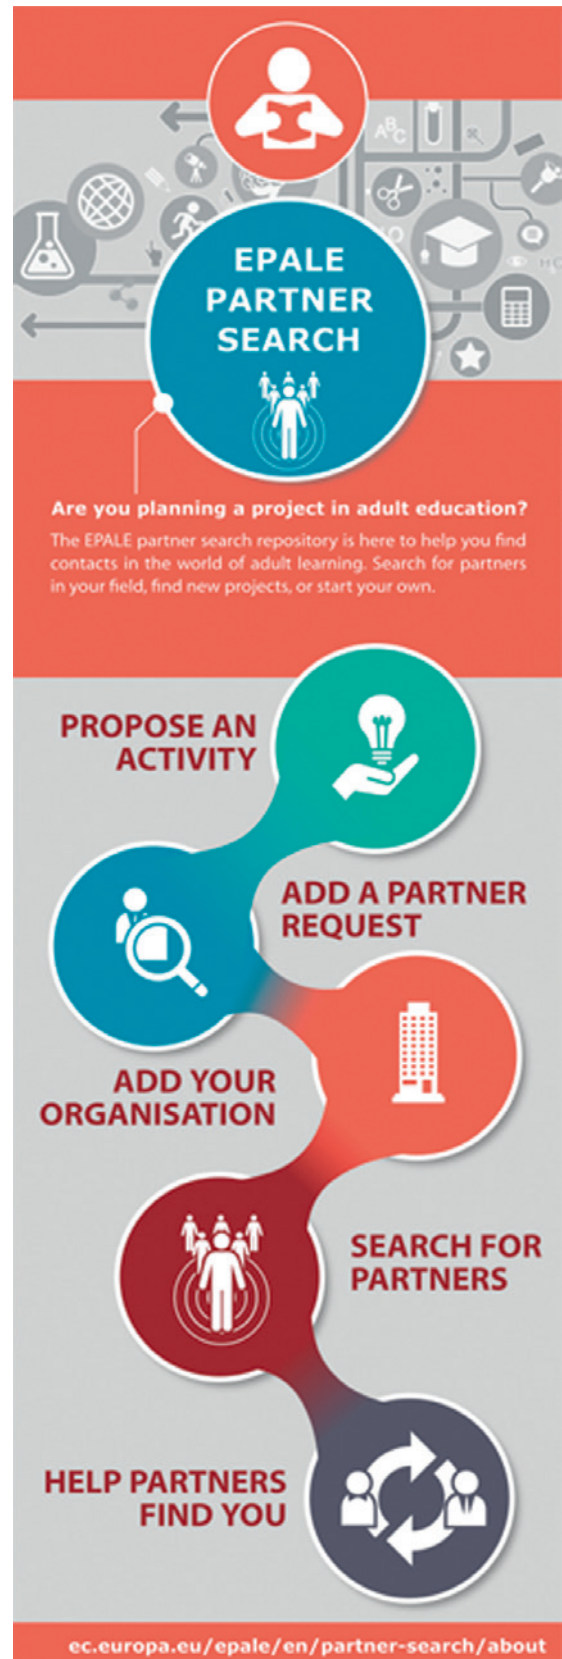 ABC
EPALE
PARTNER
SEARCH
Are you planning a project in adult education?
The EPALE partner search repository is here to help you find
contacts in the world of adult learning. Search for partners
in your field, find new projects, or start your own.
PROPOSE AN
ACTIVITY
ADD A PARTNER
REQUEST
ADD YOUR
ORGANISATION
SEARCH FOR
PARTNERS
HELP PARTNERS
FIND YOU
ec.europa.eu/epale/en/partner-search/about